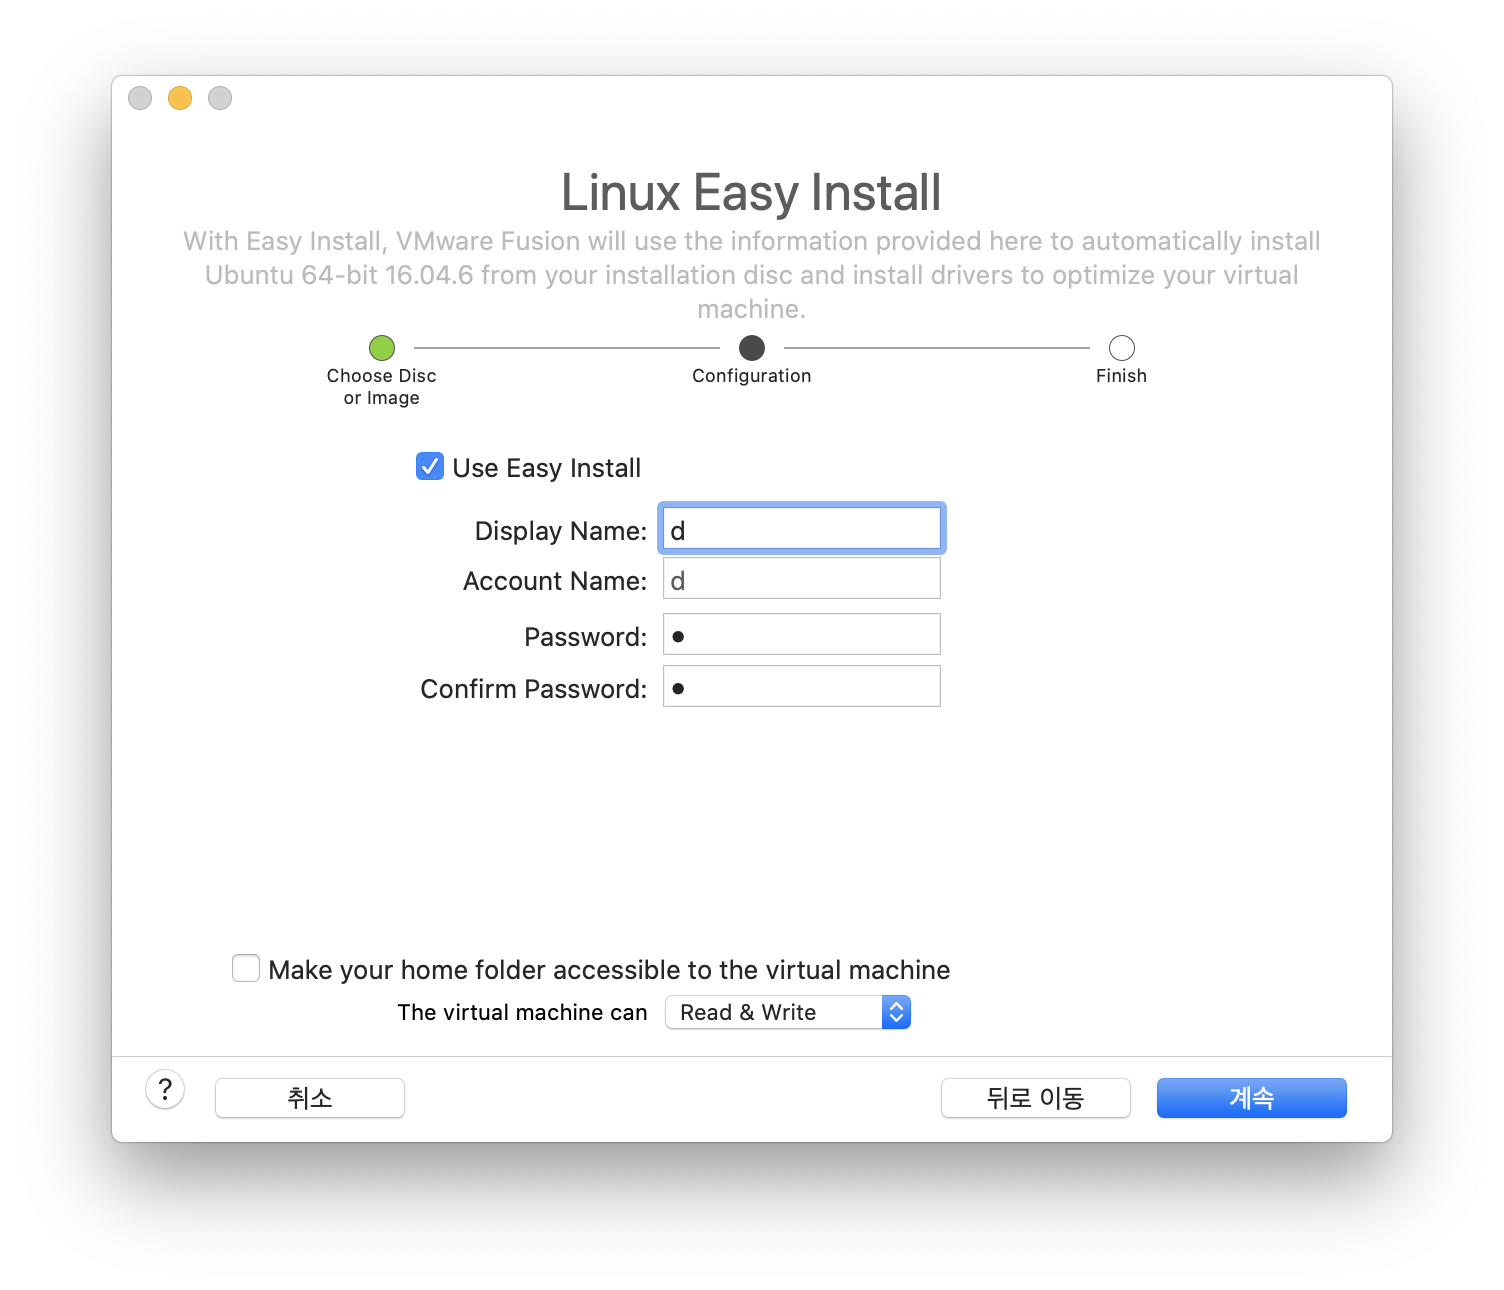 Linux Easy Install
With Easy Install, VMware Fusion will use the information provided here to automatically install
Ubuntu 64-bit 16.04.6 from your installation disc and install drivers to optimize your virtual
machine.
Choose Disc
or Image
Configuration
Finish
Use Easy Install
Display Name: d
Account Name: d
Password: •
Confirm Password: •
Make your home folder accessible to the virtual machine
The virtual machine can Read & Write
? 취소 뒤로 이동 계속